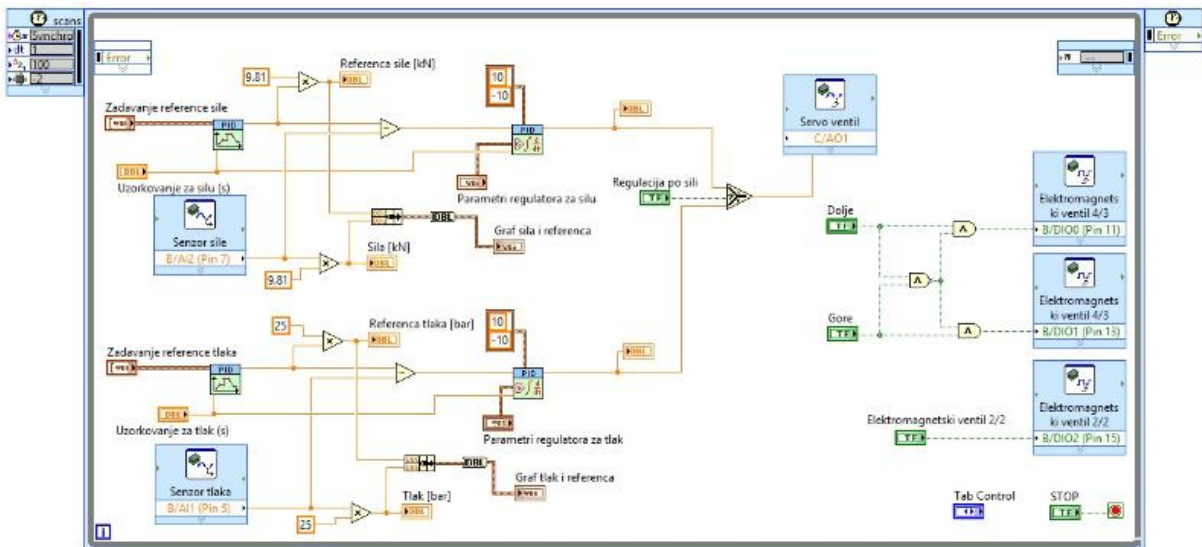 scans
Synchro
dt 1
100
-2
Error
Error
Error
9.81
Referenca sile [kN]
DBL
10
-10
Zadavanje reference sile
PID
PID
DBL
Servo ventil
C/AO1
DBL
Uzorkovanje za silu (s)
Parametri regulatora za silu
Regulacija po sili
TF
Senzor sile
B/AI2 (Pin 7)
DBL
Graf sila i referenca
Sila [kN]
DBL
9.81
Dolje
TF
Elektromagnets
ki ventil 4/3
B/DIO0 (Pin 11)
Elektromagnets
ki ventil 4/3
B/DIO1 (Pin 13)
Gore
TF
25
Referenca tlaka [bar]
DBL
10
-10
DBL
Zadavanje reference tlaka
PID
PID
DBL
Uzorkovanje za tlak (s)
Parametri regulatora za tlak
Elektromagnetski ventil 2/2
TF
Elektromagnets
ki ventil 2/2
B/DIO2 (Pin 15)
Senzor tlaka
B/AI1 (Pin 5)
DBL
Graf tlak i referenca
Tlak [bar]
DBL
25
Tab Control
STOP
TF
i